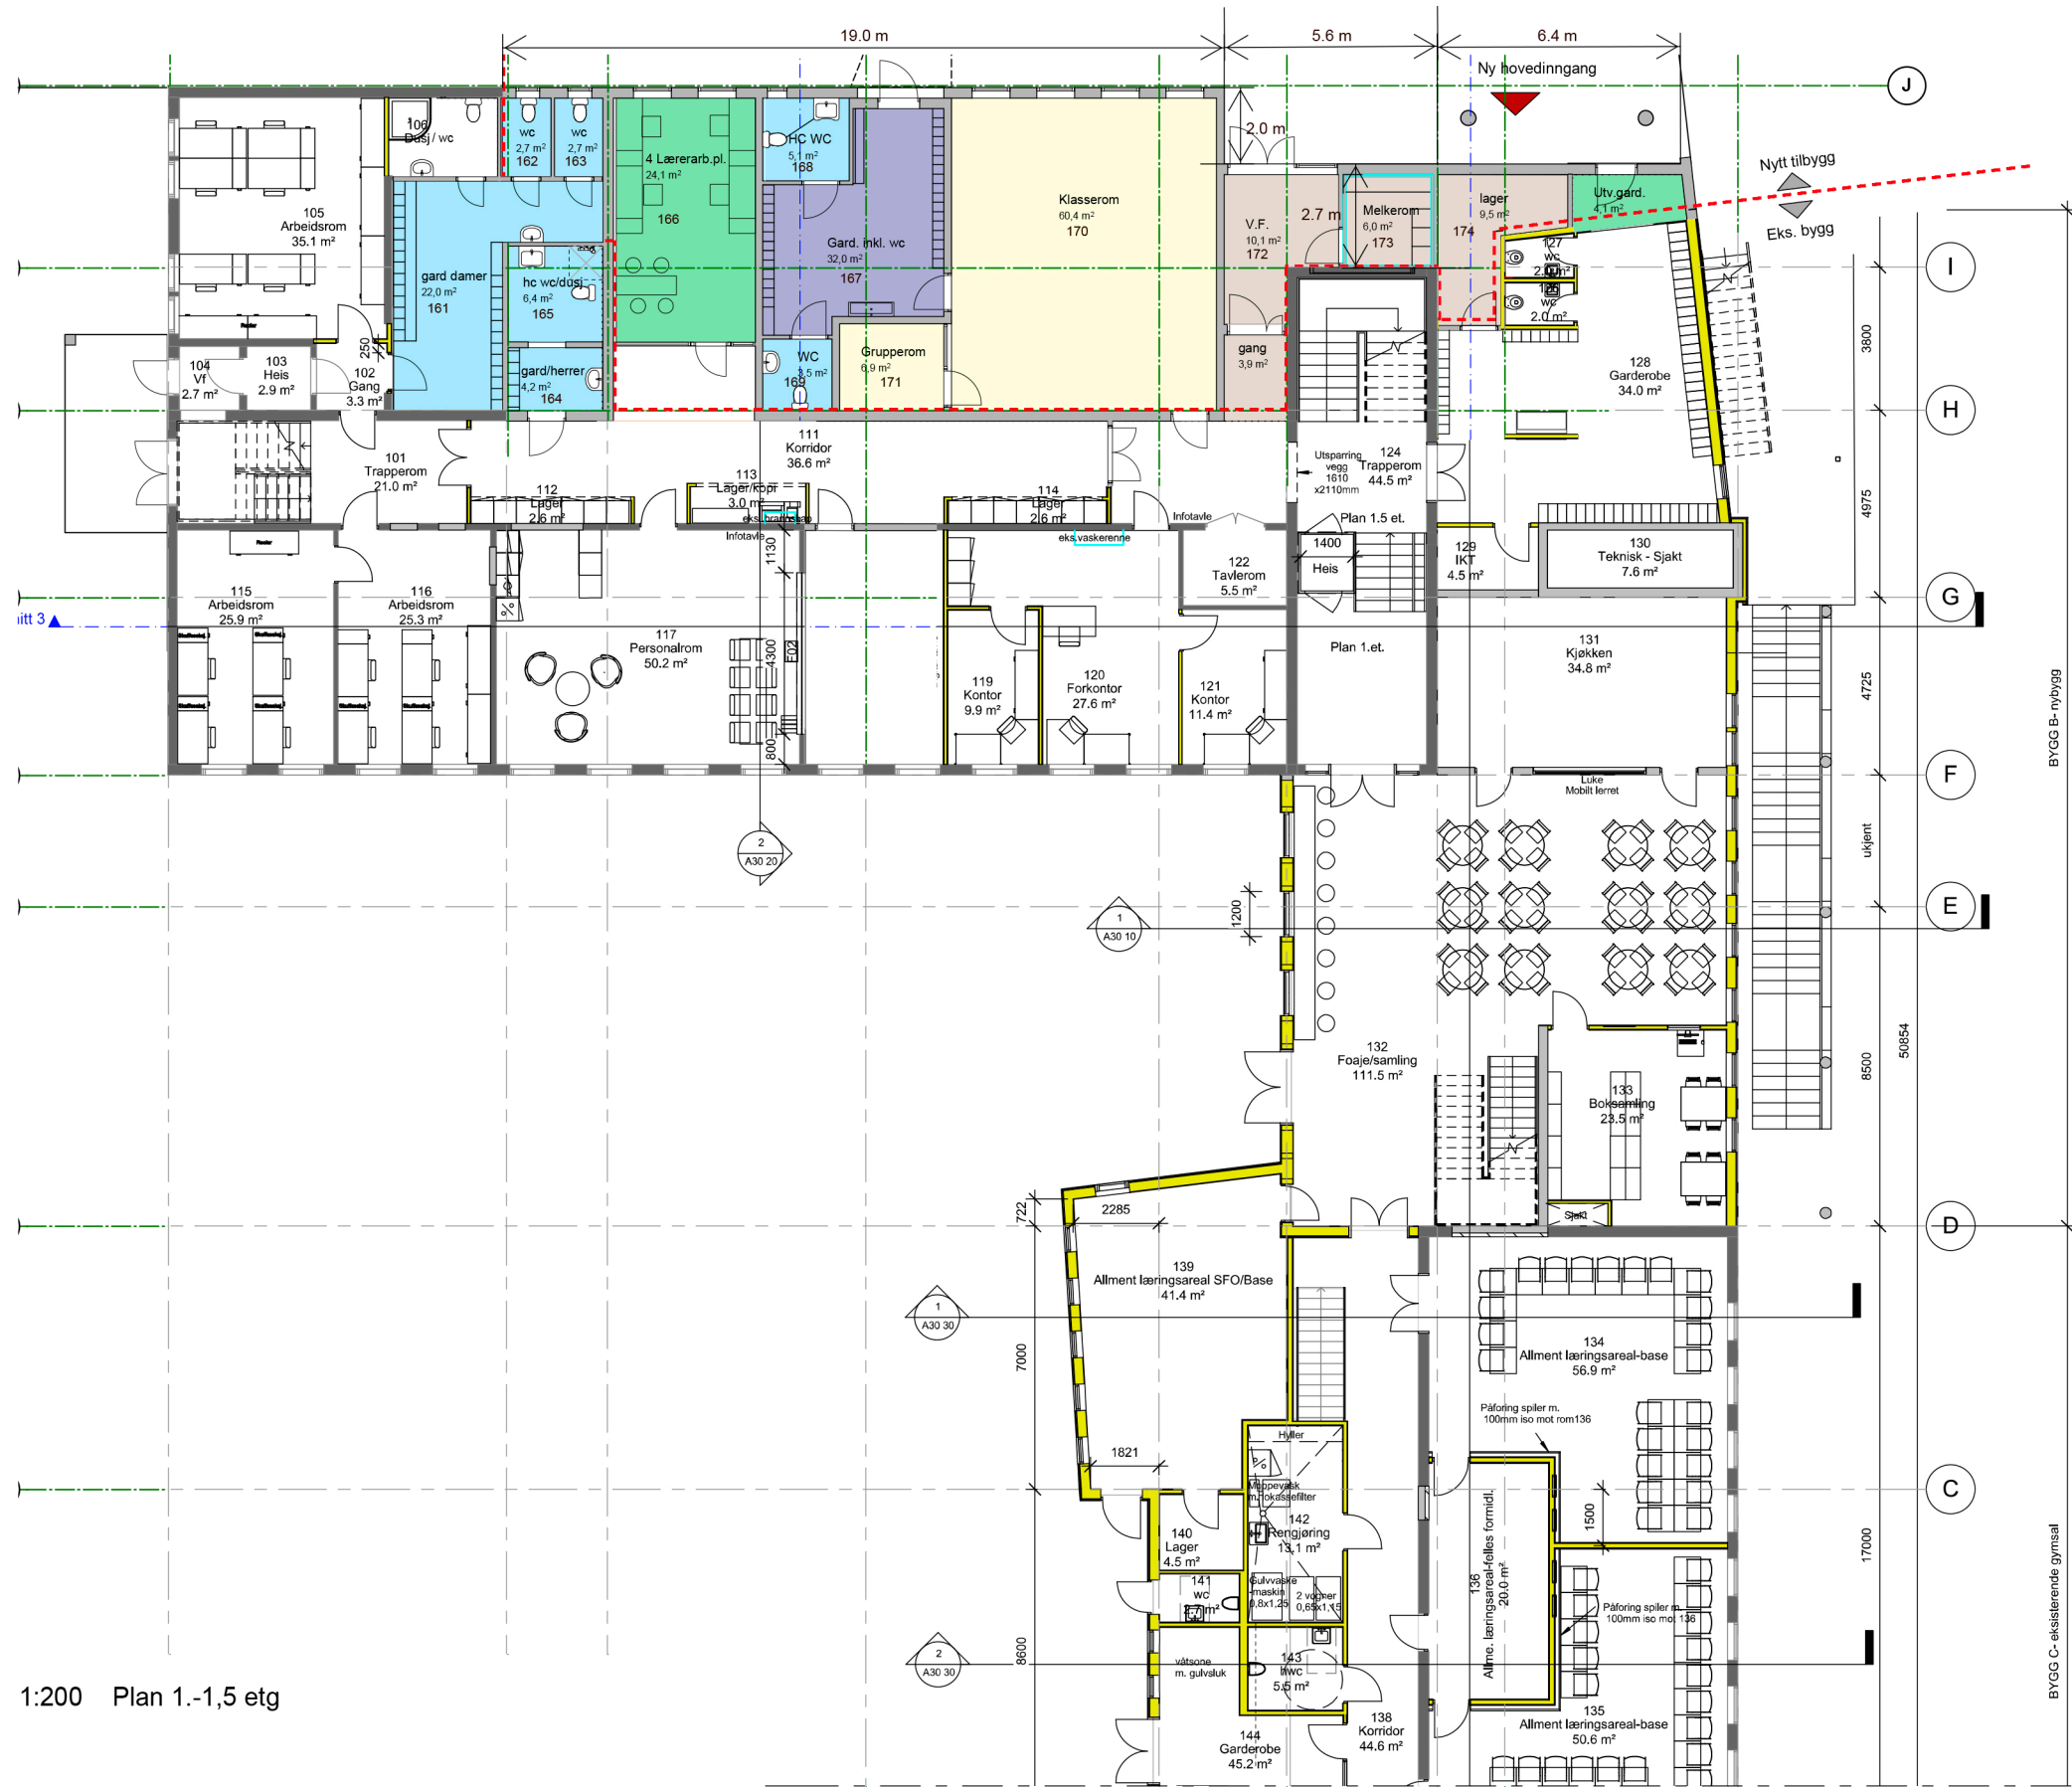 19.0 m
5.6 m
6.4 m
Ny hovedinngang
J
2.0 m
Nytt tilbygg
Eks. bygg
106
Dusj / wc
wc
2,7 m²
162
wc
2,7 m²
163
4 Lærerarb.pl.
24,1 m²
166
HC WC
5,1 m²
168
Klasserom
60,4 m²
170
105
Arbeidsrom
35.1 m²
gard damer
22,0 m²
161
hc wc/dusj
6,4 m²
165
Gard. inkl. wc
32,0 m²
167
V.F.
10,1 m²
172
2.7 m
Melkerom
6,0 m²
173
lager
9,5 m²
174
Utv.gard.
4,1 m²
127
wc
2.0 m²
126
wc
2.0 m²
I
104
Vf
2.7 m²
103
Heis
2.9 m²
250
102
Gang
3.3 m²
gard/herrer
4,2 m²
164
WC
3,5 m²
169
Grupperom
6,9 m²
171
gang
3,9 m²
128
Garderobe
34.0 m²
3800
H
101
Trapperom
21.0 m²
111
Korridor
36.6 m²
112
Lager
2.6 m²
113
Lager/kopi
3.0 m²
eks.brannskap
Infotavle
114
Lager
2.6 m²
eks.vaskerenne
Infotavle
Utsparring
vegg
1610
x2110mm
124
Trapperom
44.5 m²
Plan 1.5 et.
1400
Heis
4975
129
IKT
4.5 m²
130
Teknisk - Sjakt
7.6 m²
G
115
Arbeidsrom
25.9 m²
116
Arbeidsrom
25.3 m²
117
Personalrom
50.2 m²
1130
4300
F02
800
119
Kontor
9.9 m²
120
Forkontor
27.6 m²
121
Kontor
11.4 m²
122
Tavlerom
5.5 m²
Plan 1.et.
131
Kjøkken
34.8 m²
4725
BYGG B- nybygg
itt 3
F
Luke
Mobilt lerret
ukjent
2
A30 20
1
A30 10
1200
E
132
Foaje/samling
111.5 m²
133
Boksamling
23.5 m²
Sjakt
8500
50854
D
722
2285
139
Allment læringsareal SFO/Base
41.4 m²
1
A30 30
7000
1821
134
Allment læringsareal-base
56.9 m²
Påforing spiler m.
100mm iso mot rom136
Hyller
Moppevask
m. lokassefilter
142
Rengjøring
13.1 m²
Gulvvaske
-maskin
0,8x1,25
2 vogner
0,65x1,15
140
Lager
4.5 m²
141
wc
2.7 m²
136
Allme. læringsareal-felles formidl.
20.0 m²
1500
C
17000
Påforing spiler m.
100mm iso mot 136
BYGG C- eksisterende gymsal
8600
2
A30 30
våtsone
m. gulvsluk
143
hwc
5.5 m²
144
Garderobe
45.2 m²
138
Korridor
44.6 m²
135
Allment læringsareal-base
50.6 m²
1:200 Plan 1.-1,5 etg